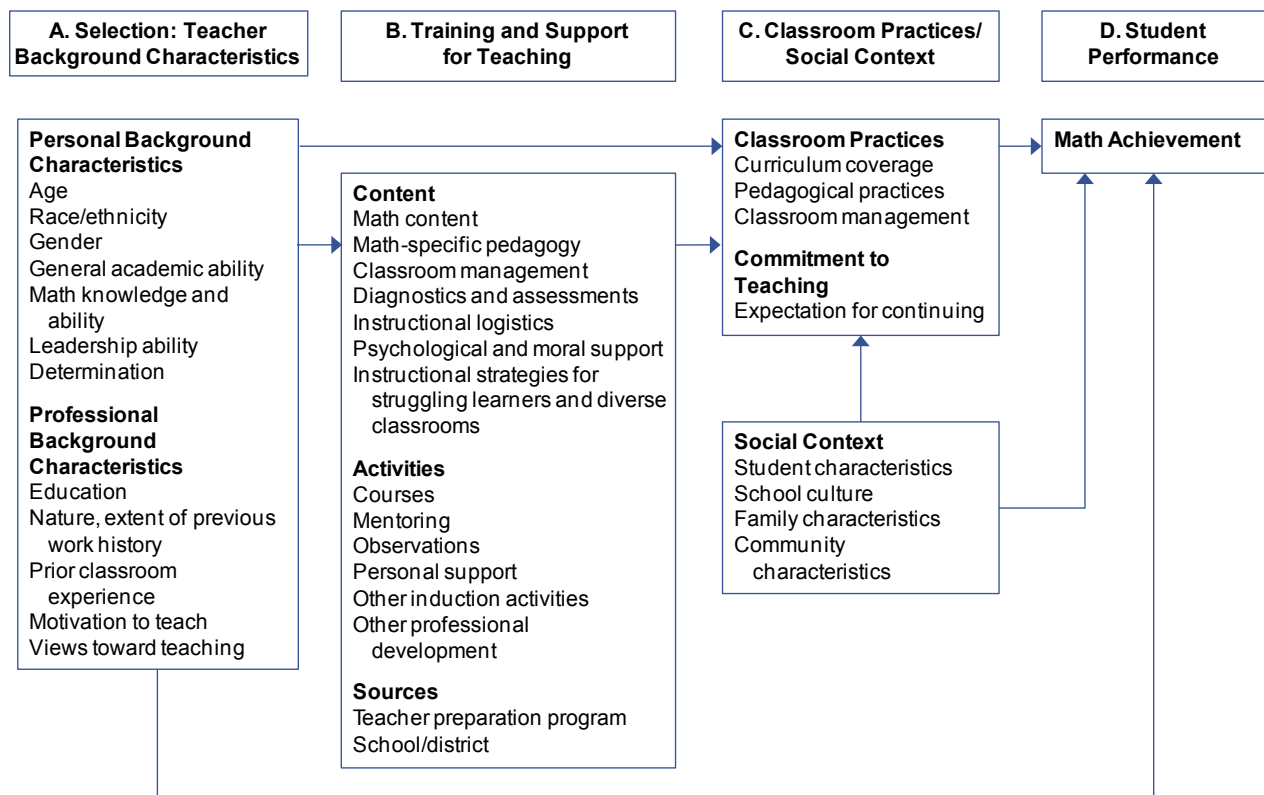 A. Selection: Teacher
Background Characteristics
B. Training and Support
for Teaching
C. Classroom Practices/
Social Context
D. Student
Performance
Personal Background
Characteristics
Age
Race/ethnicity
Gender
General academic ability
Math knowledge and
ability
Leadership ability
Determination
Professional
Background
Characteristics
Education
Nature, extent of previous
work history
Prior classroom
experience
Motivation to teach
Views toward teaching
Content
Math content
Math-specific pedagogy
Classroom management
Diagnostics and assessments
Instructional logistics
Psychological and moral support
Instructional strategies for
struggling learners and diverse
classrooms
Activities
Courses
Mentoring
Observations
Personal support
Other induction activities
Other professional
development
Sources
Teacher preparation program
School/district
Classroom Practices
Curriculum coverage
Pedagogical practices
Classroom management
Commitment to
Teaching
Expectation for continuing
Social Context
Student characteristics
School culture
Family characteristics
Community
characteristics
Math Achievement